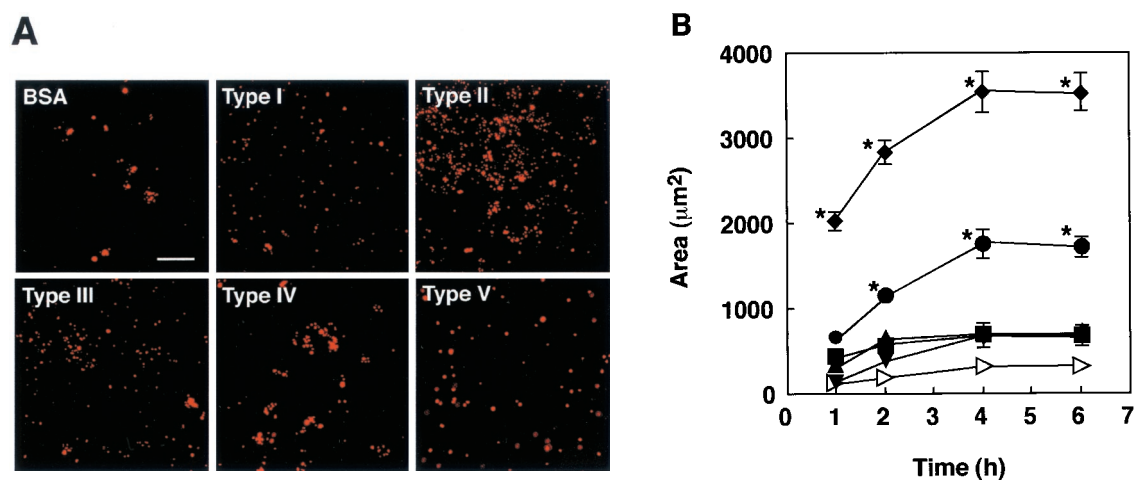 A
BSA
Type I
Type II
Type III
Type IV
Type V
B
4000
3000
2000
1000
0
Area (μm²)
* * * *
* * *
0 1 2 3 4 5 6 7
Time (h)